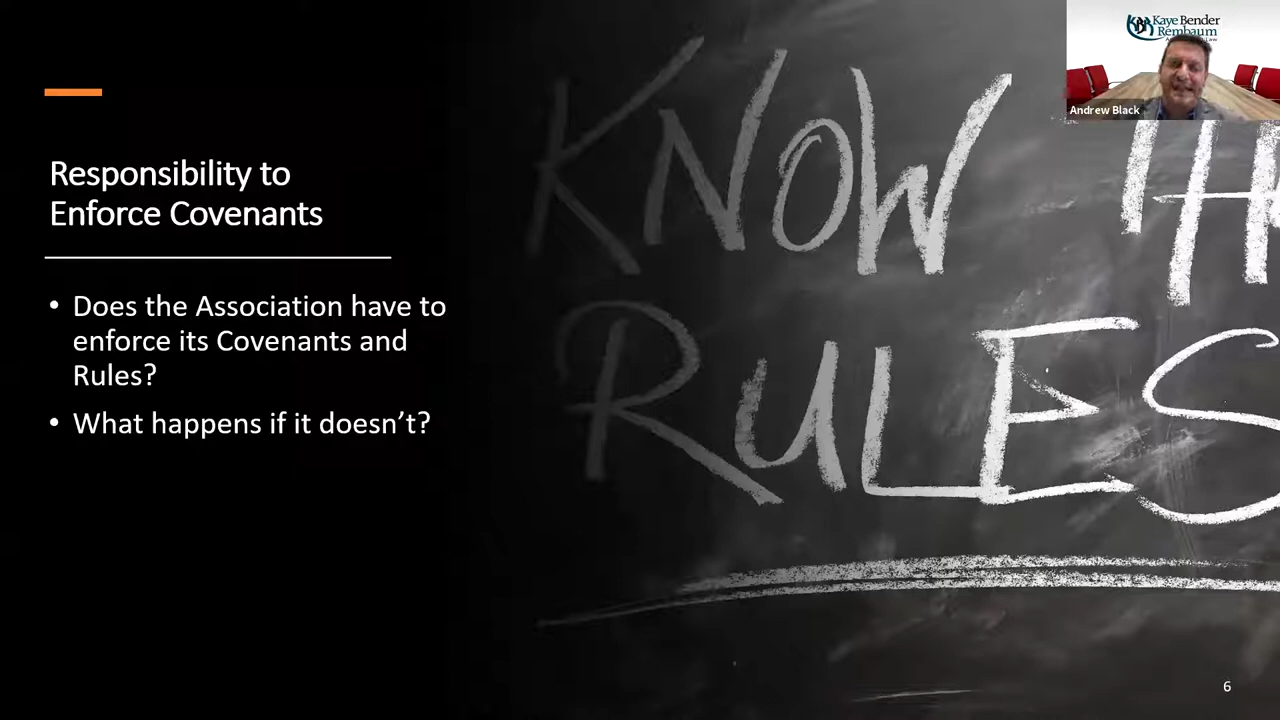 Responsibility to
Enforce Covenants
• Does the Association have to
enforce its Covenants and
Rules?
• What happens if it doesn’t?
KNOW TH
RULES
Kaye Bender
Rembaum
Andrew Black
6